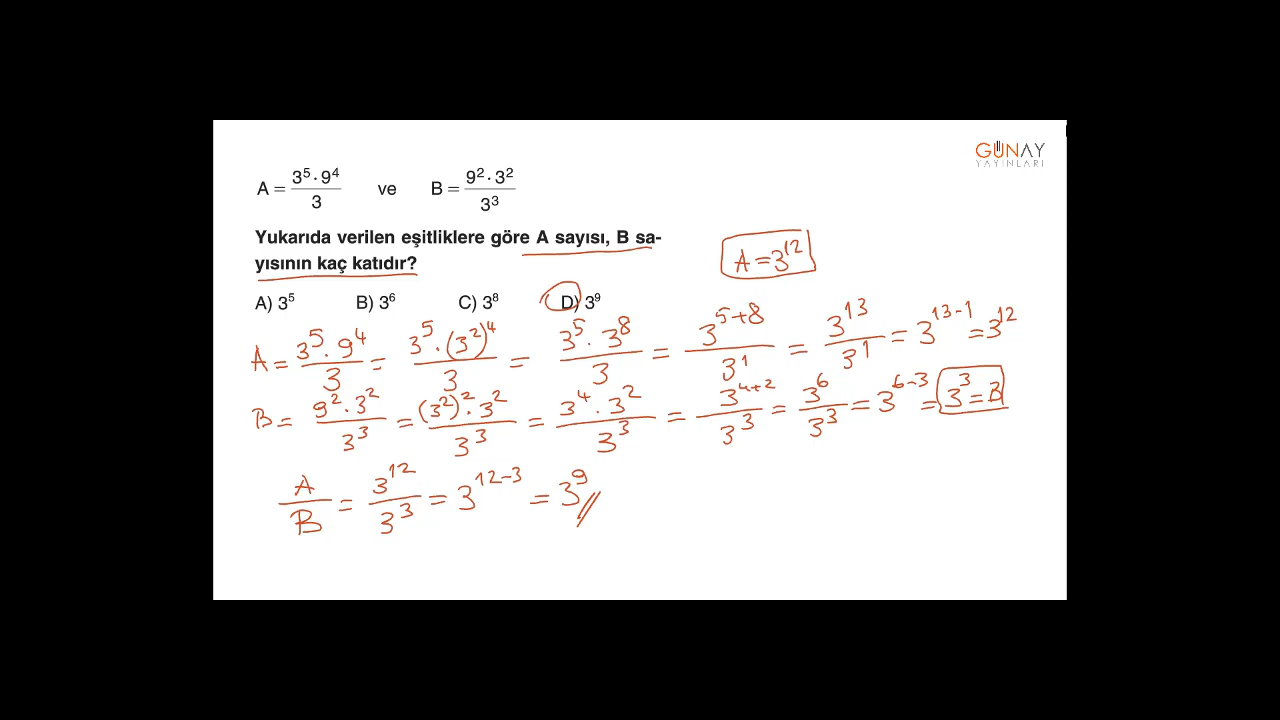 GÜNAY
YAYINLARI
A = (3⁵ · 9⁴)/3 ve B = (9² · 3²)/3³
Yukarıda verilen eşitliklere göre A sayısı, B sa-
yısının kaç katıdır?
A) 3⁵ B) 3⁶ C) 3⁸ D) 3⁹
A = 3¹²
A = (3⁵ · 9⁴)/3 = (3⁵ · (3²)⁴)/3 = (3⁵ · 3⁸)/3 = 3⁵⁺⁸/3¹ = 3¹³/3¹ = 3¹³⁻¹ = 3¹²
B = (9² · 3²)/3³ = ((3²)² · 3²)/3³ = (3⁴ · 3²)/3³ = 3⁴⁺²/3³ = 3⁶/3³ = 3⁶⁻³ = 3³ = B
A/B = 3¹²/3³ = 3¹²⁻³ = 3⁹